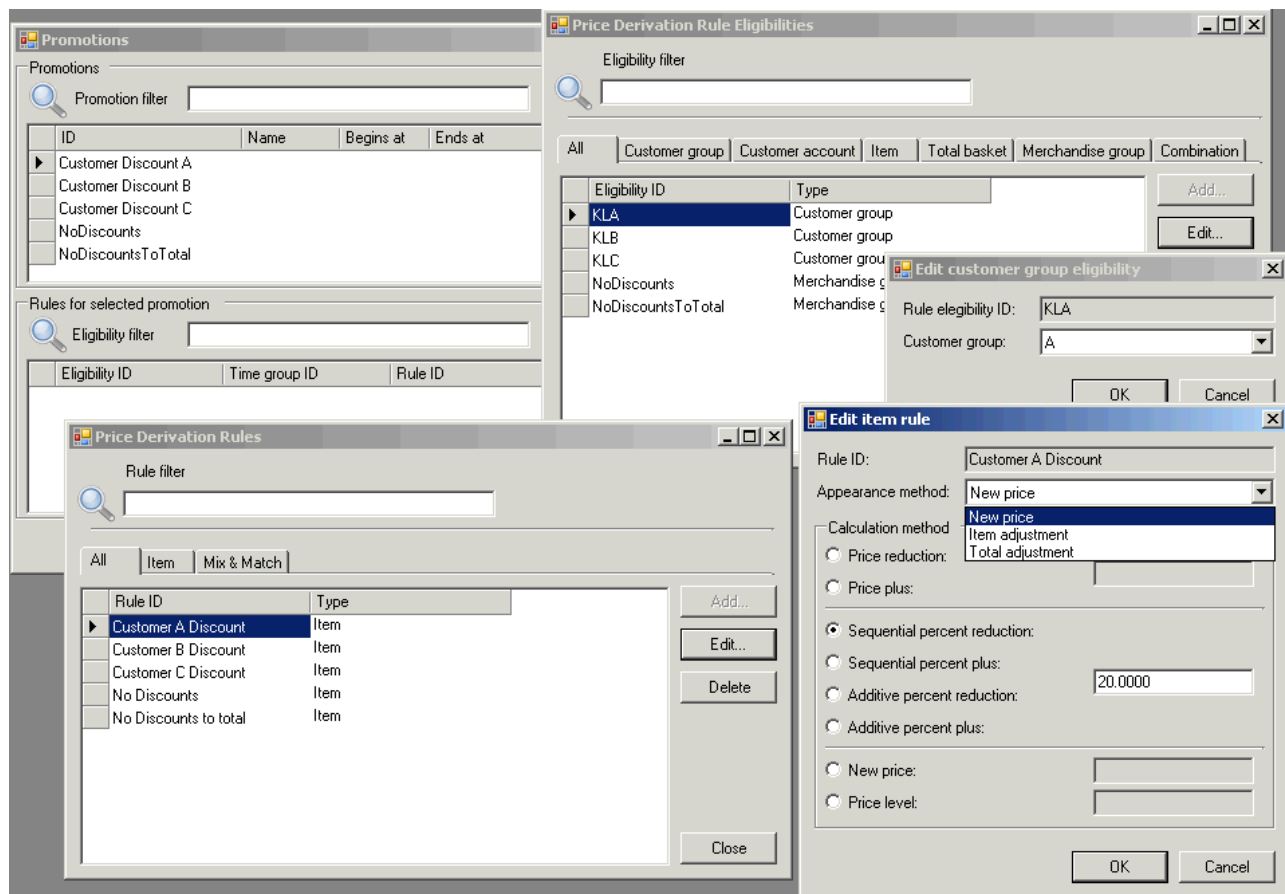 Promotions
Promotions
Promotion filter
ID Name Begins at Ends at
Customer Discount A
Customer Discount B
Customer Discount C
NoDiscounts
NoDiscountsToTotal
Rules for selected promotion
Eligibility filter
Eligibility ID Time group ID Rule ID
Price Derivation Rule Eligibilities
Eligibility filter
All Customer group Customer account Item Total basket Merchandise group Combination
Eligibility ID Type
KLA Customer group
KLB Customer group
KLC Customer grou
NoDiscounts Merchandise g
NoDiscountsToTotal Merchandise g
Add...
Edit...
Edit customer group eligibility
Rule elegibility ID: KLA
Customer group: A
OK Cancel
Price Derivation Rules
Rule filter
All Item Mix & Match
Rule ID Type
Customer A Discount Item
Customer B Discount Item
Customer C Discount Item
No Discounts Item
No Discounts to total Item
Add...
Edit...
Delete
Close
Edit item rule
Rule ID: Customer A Discount
Appearance method: New price
New price
Item adjustment
Total adjustment
Calculation method
Price reduction:
Price plus:
Sequential percent reduction:
Sequential percent plus:
20.0000
Additive percent reduction:
Additive percent plus:
New price:
Price level:
OK Cancel